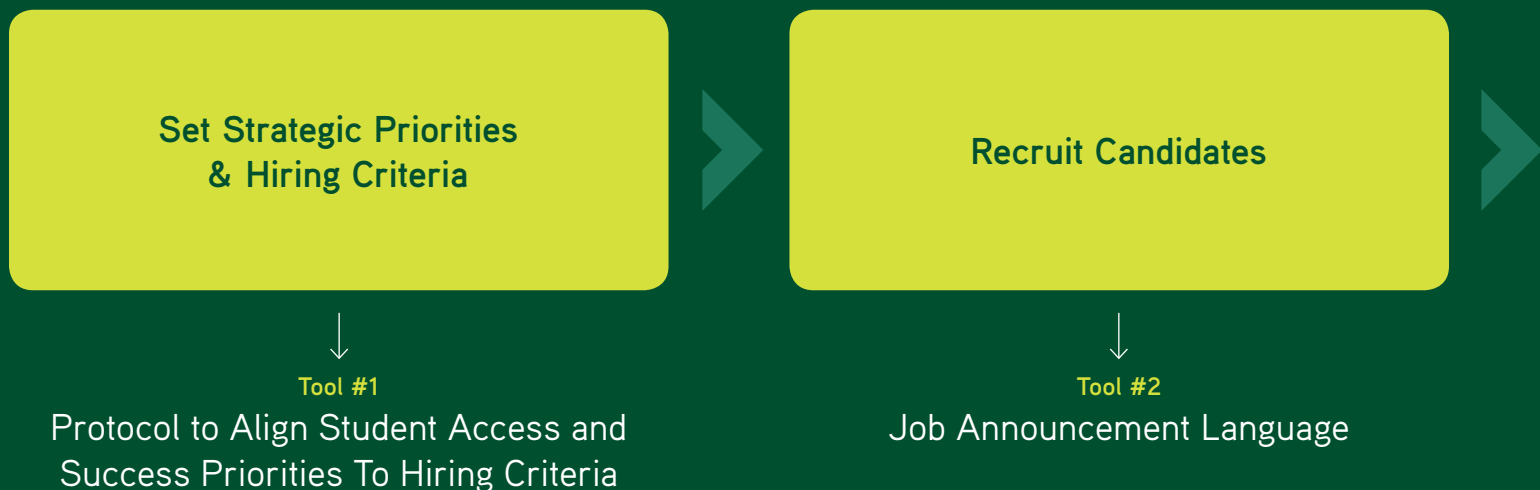 Set Strategic Priorities
& Hiring Criteria
Tool #1
Protocol to Align Student Access and
Success Priorities To Hiring Criteria
Recruit Candidates
Tool #2
Job Announcement Language